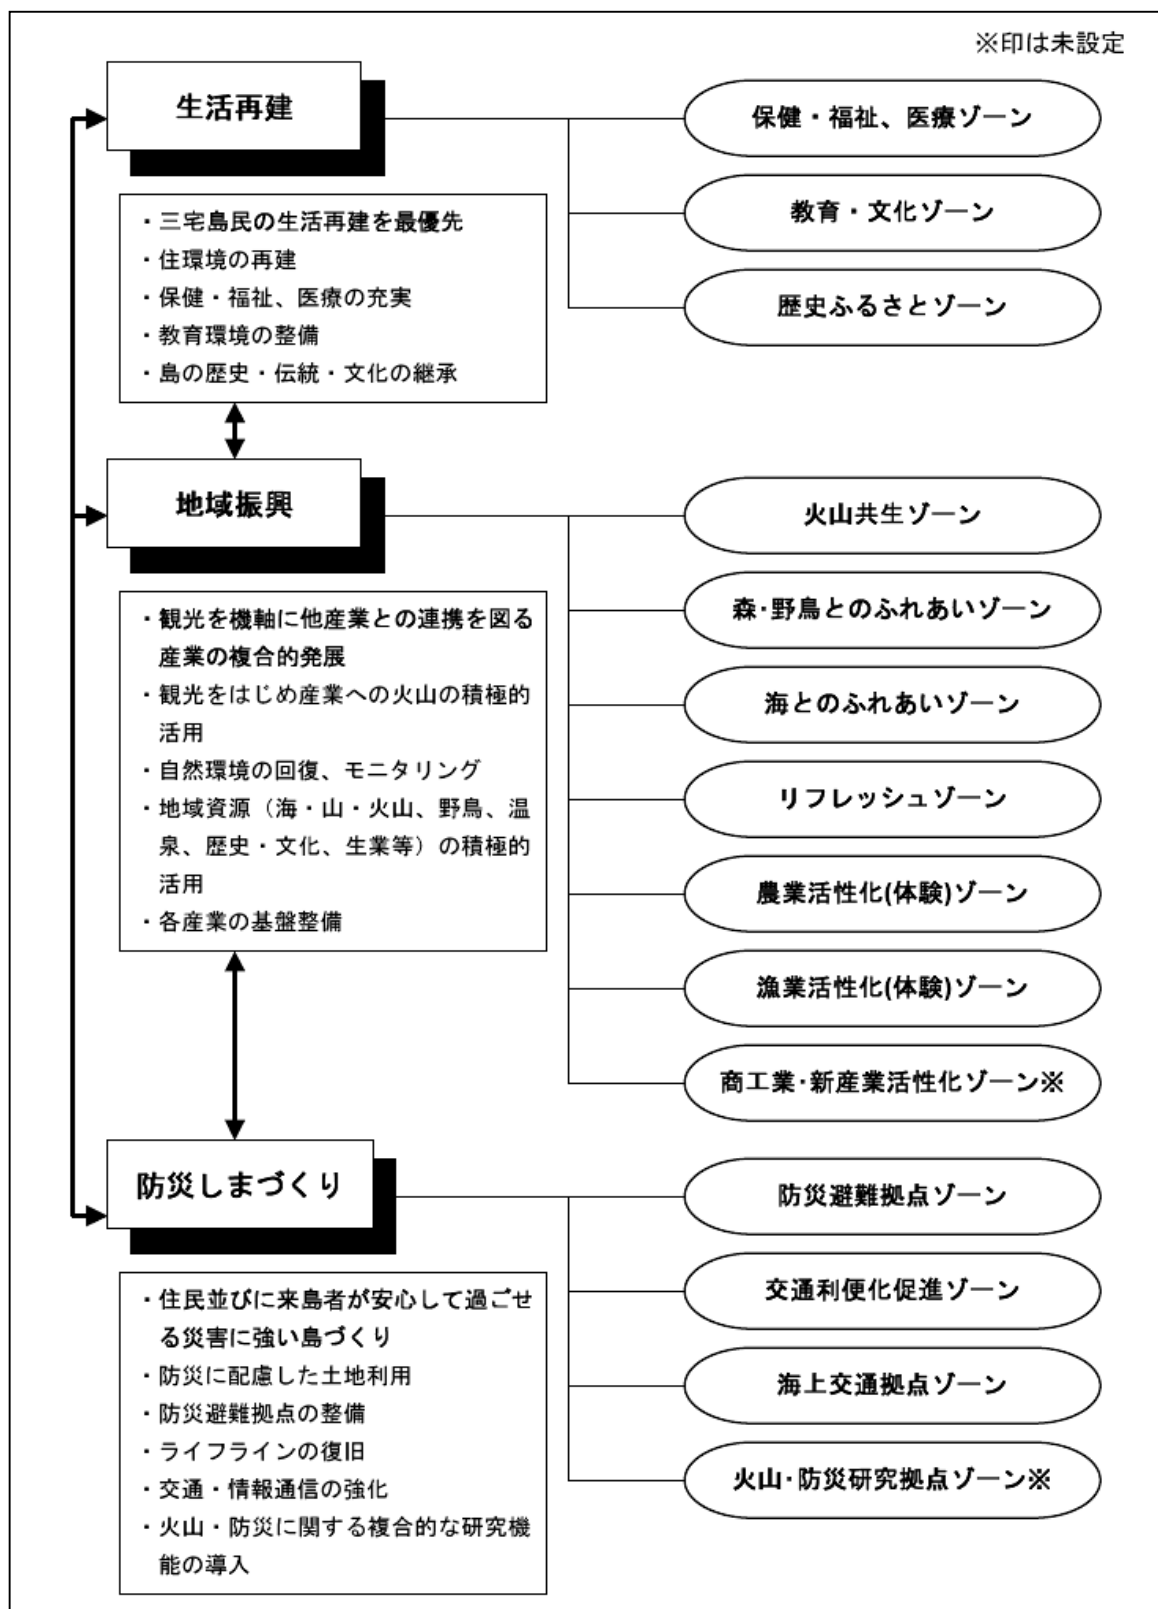 ※印は未設定
生活再建
・三宅島民の生活再建を最優先
・住環境の再建
・保健・福祉、医療の充実
・教育環境の整備
・島の歴史・伝統・文化の継承
保健・福祉、医療ゾーン
教育・文化ゾーン
歴史ふるさとゾーン
地域振興
・観光を機軸に他産業との連携を図る
産業の複合的発展
・観光をはじめ産業への火山の積極的
活用
・自然環境の回復、モニタリング
・地域資源（海・山・火山、野鳥、温
泉、歴史・文化、生業等）の積極的
活用
・各産業の基盤整備
火山共生ゾーン
森･野鳥とのふれあいゾーン
海とのふれあいゾーン
リフレッシュゾーン
農業活性化(体験)ゾーン
漁業活性化(体験)ゾーン
商工業･新産業活性化ゾーン※
防災しまづくり
・住民並びに来島者が安心して過ごせ
る災害に強い島づくり
・防災に配慮した土地利用
・防災避難拠点の整備
・ライフラインの復旧
・交通・情報通信の強化
・火山・防災に関する複合的な研究機
能の導入
防災避難拠点ゾーン
交通利便化促進ゾーン
海上交通拠点ゾーン
火山･防災研究拠点ゾーン※